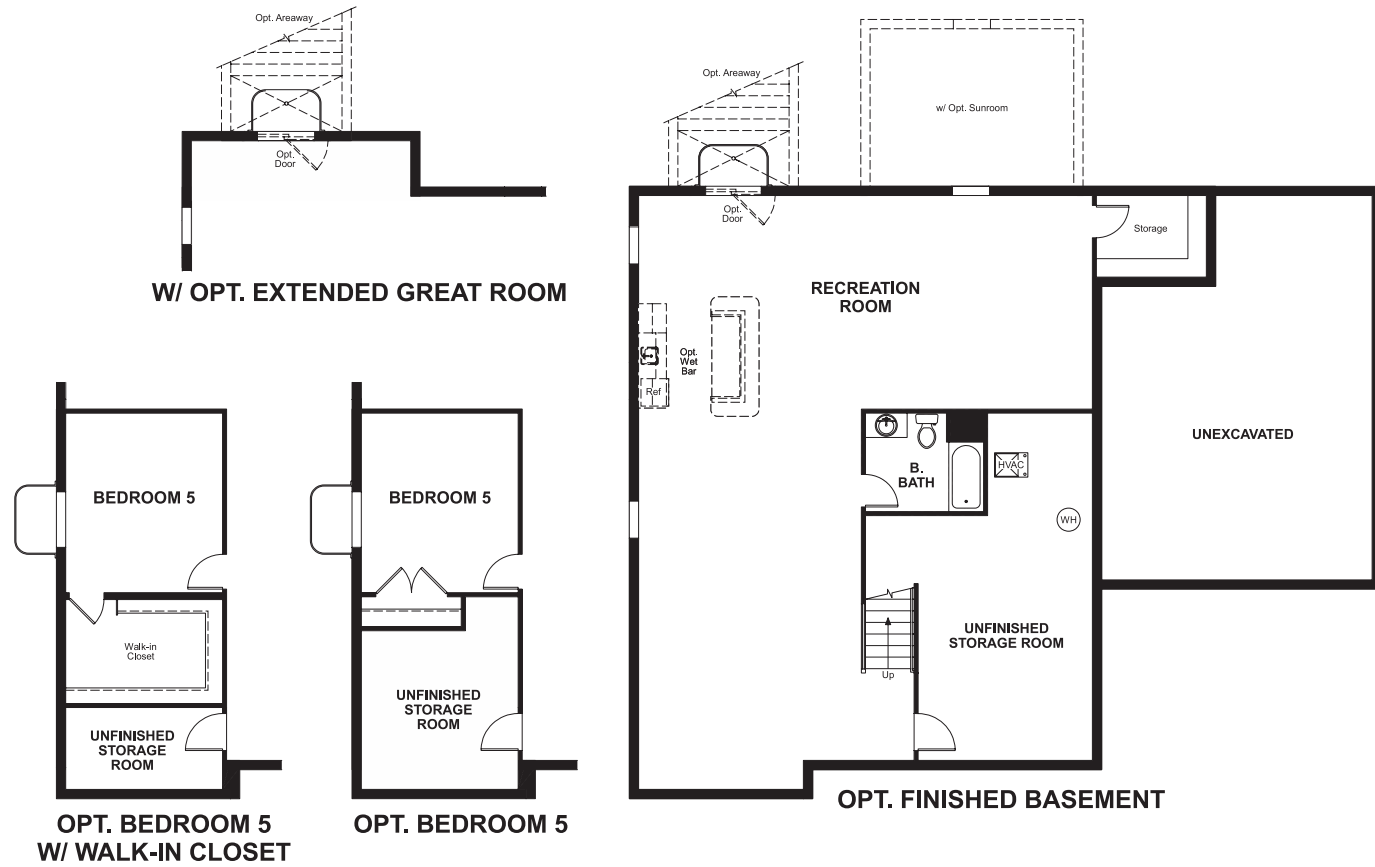 Opt. Areaway
Opt.
Door
W/ OPT. EXTENDED GREAT ROOM
BEDROOM 5
Walk-in
Closet
UNFINISHED
STORAGE
ROOM
OPT. BEDROOM 5
W/ WALK-IN CLOSET
BEDROOM 5
UNFINISHED
STORAGE
ROOM
OPT. BEDROOM 5
Opt. Areaway
w/ Opt. Sunroom
Opt.
Door
Storage
RECREATION
ROOM
Opt.
Wet
Bar
Ref
UNEXCAVATED
B.
BATH
HVAC
WH
UNFINISHED
STORAGE ROOM
Up
OPT. FINISHED BASEMENT